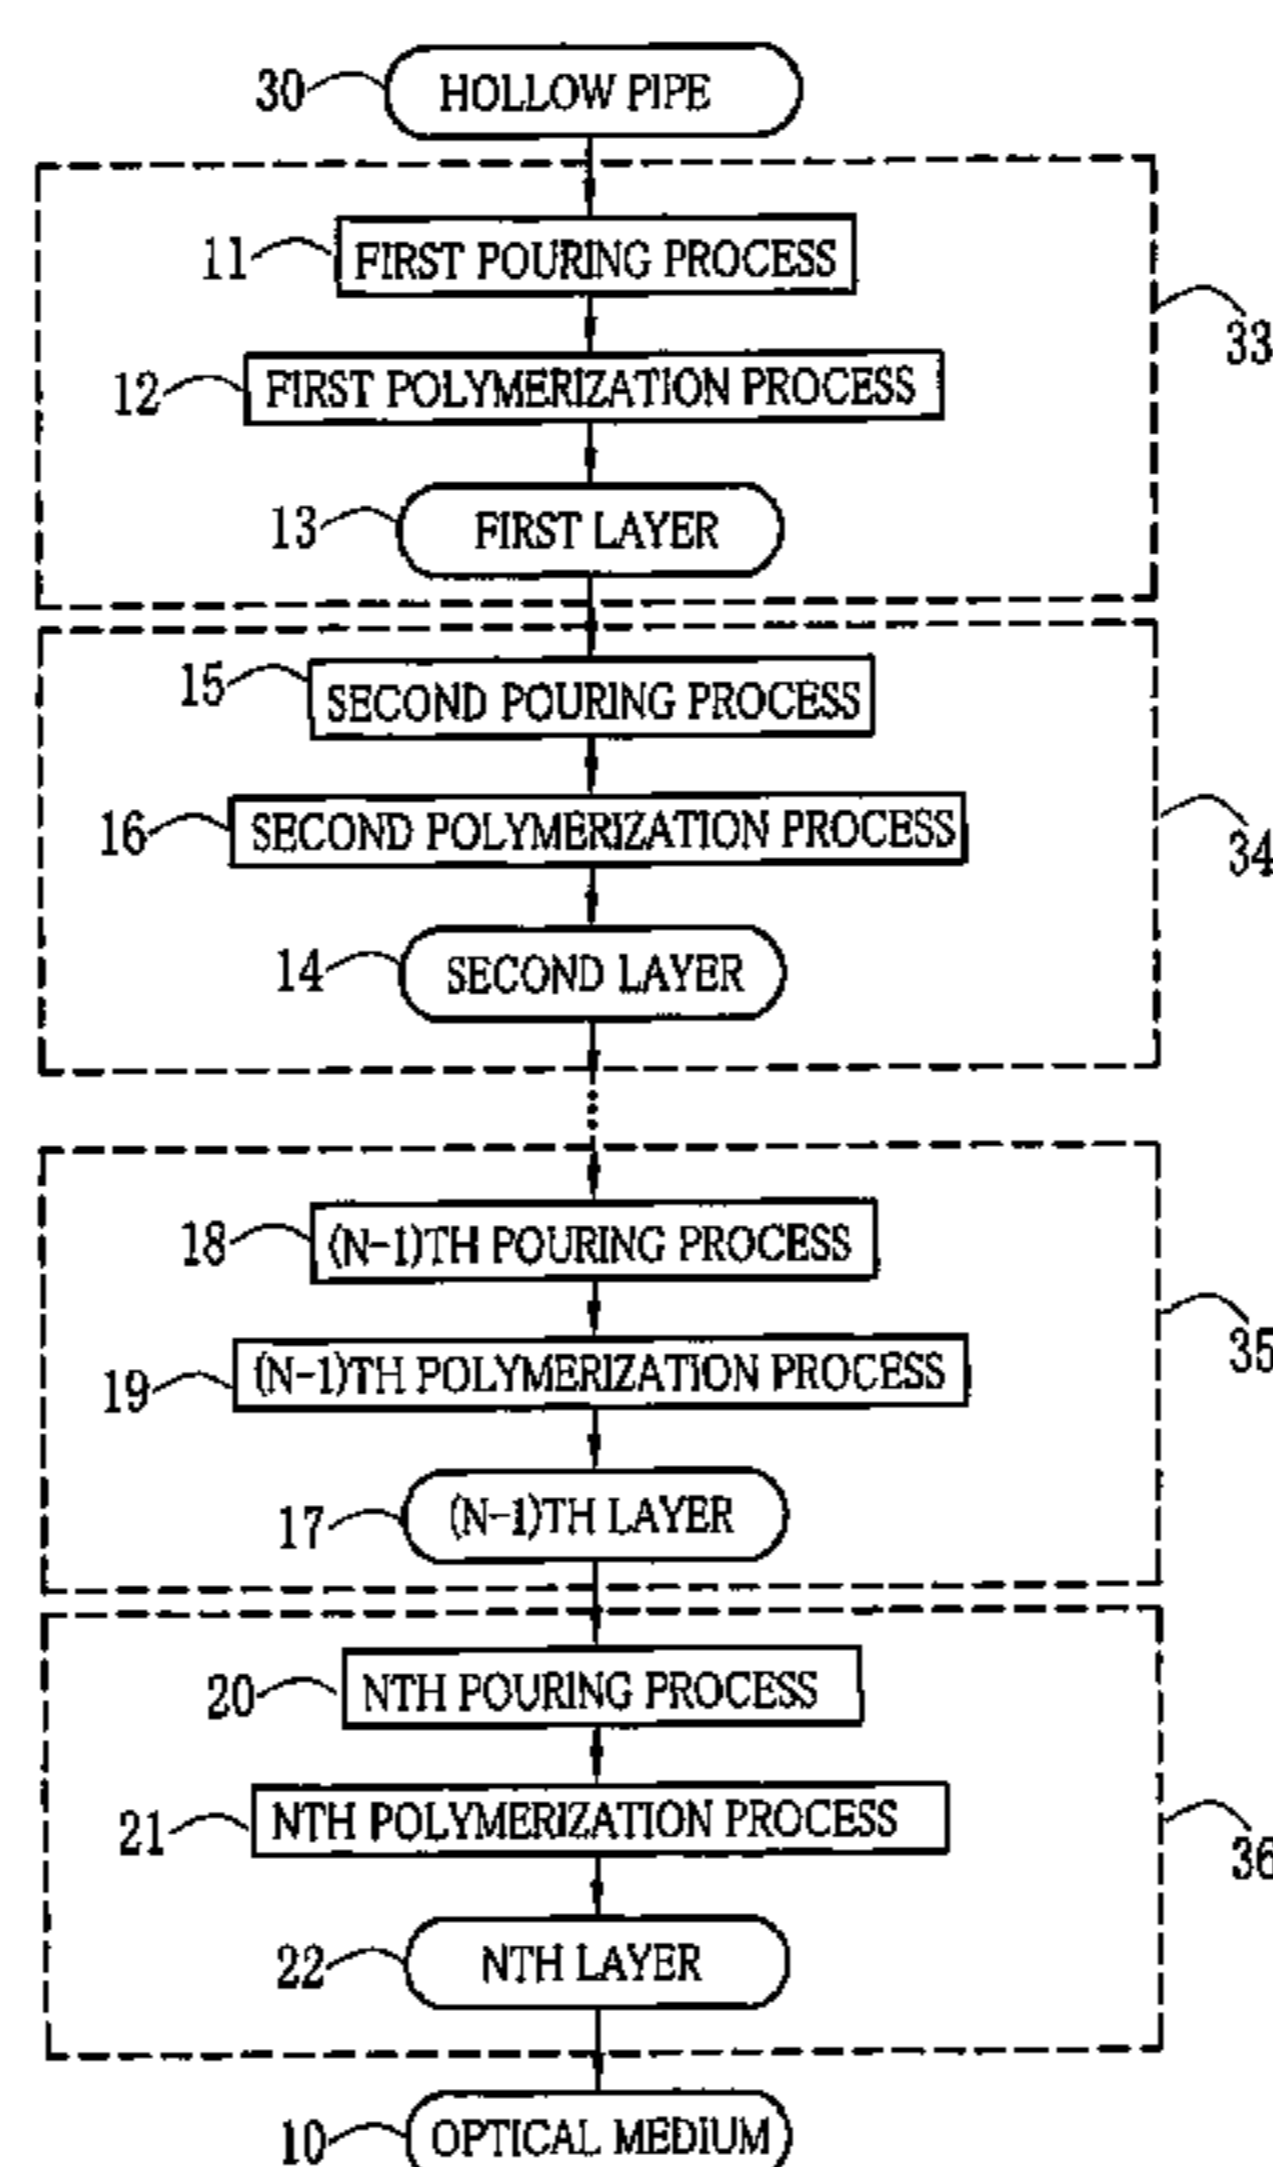 30 HOLLOW PIPE
11 FIRST POURING PROCESS
33
12 FIRST POLYMERIZATION PROCESS
13 FIRST LAYER
15 SECOND POURING PROCESS
16 SECOND POLYMERIZATION PROCESS
34
14 SECOND LAYER
18 (N-1)TH POURING PROCESS
35
19 (N-1)TH POLYMERIZATION PROCESS
17 (N-1)TH LAYER
20 NTH POURING PROCESS
21 NTH POLYMERIZATION PROCESS
36
22 NTH LAYER
10 OPTICAL MEDIUM